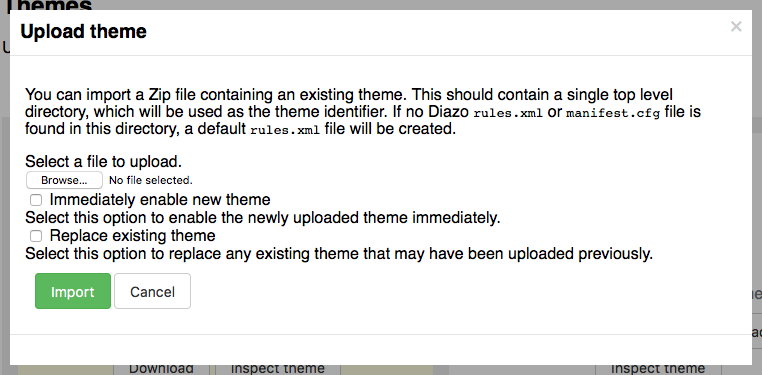 Themes
Upload theme
×
You can import a Zip file containing an existing theme. This should contain a single top level
directory, which will be used as the theme identifier. If no Diazo rules.xml or manifest.cfg file is
found in this directory, a default rules.xml file will be created.
Select a file to upload.
Browse... No file selected.
Immediately enable new theme
Select this option to enable the newly uploaded theme immediately.
Replace existing theme
Select this option to replace any existing theme that may have been uploaded previously.
Import Cancel
Download Inspect theme Inspect theme